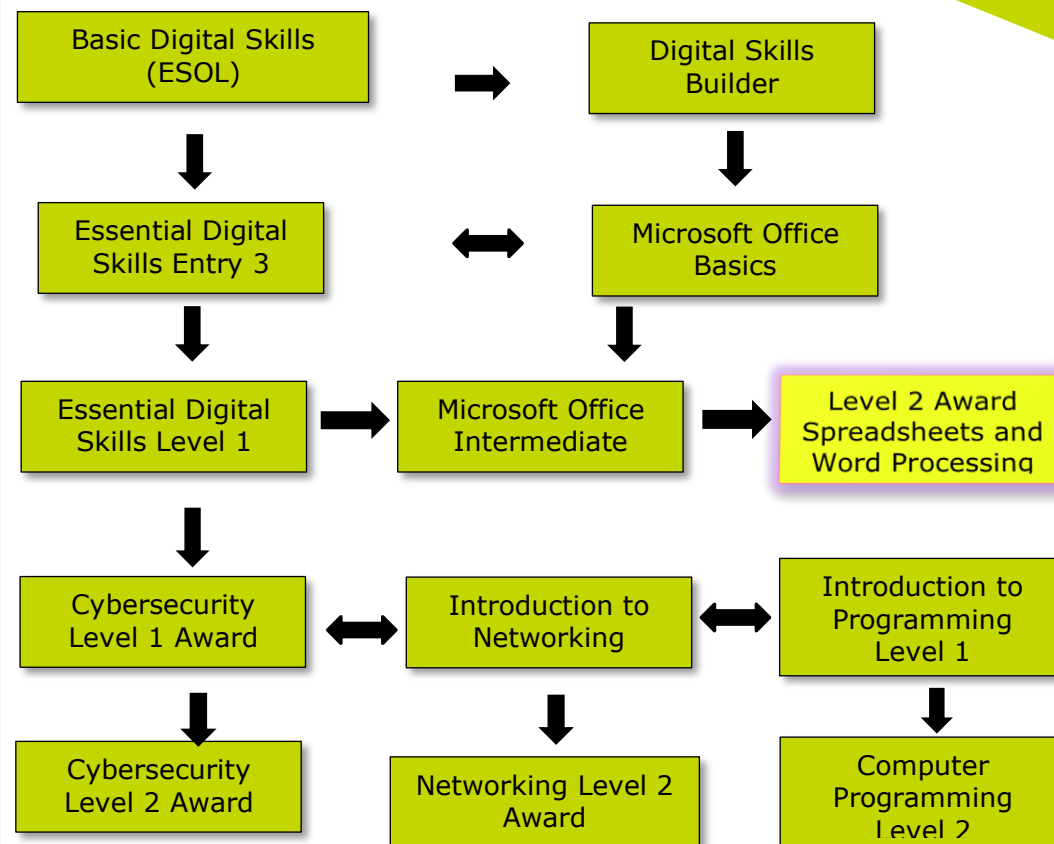 Basic Digital Skills
(ESOL)
Digital Skills
Builder
Essential Digital
Skills Entry 3
Microsoft Office
Basics
Essential Digital
Skills Level 1
Microsoft Office
Intermediate
Level 2 Award
Spreadsheets and
Word Processing
Cybersecurity
Level 1 Award
Introduction to
Networking
Introduction to
Programming
Level 1
Cybersecurity
Level 2 Award
Networking Level 2
Award
Computer
Programming
Level 2